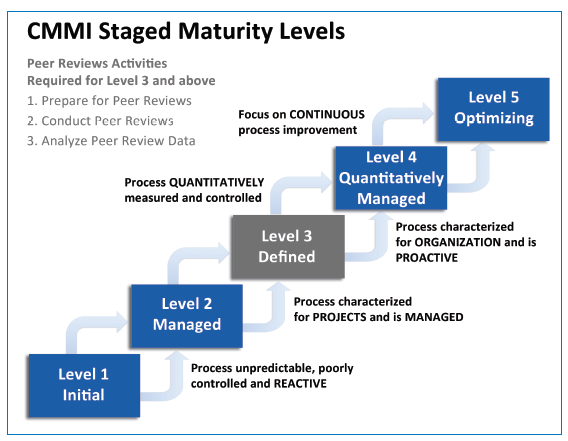 CMMI Staged Maturity Levels
Peer Reviews Activities
Required for Level 3 and above
1. Prepare for Peer Reviews
2. Conduct Peer Reviews
3. Analyze Peer Review Data
Level 5
Optimizing
Focus on CONTINUOUS
process improvement
Level 4
Quantitatively
Managed
Process QUANTITATIVELY
measured and controlled
Process characterized
for ORGANIZATION and is
PROACTIVE
Level 3
Defined
Level 2
Managed
Process characterized
for PROJECTS and is MANAGED
Level 1
Initial
Process unpredictable, poorly
controlled and REACTIVE